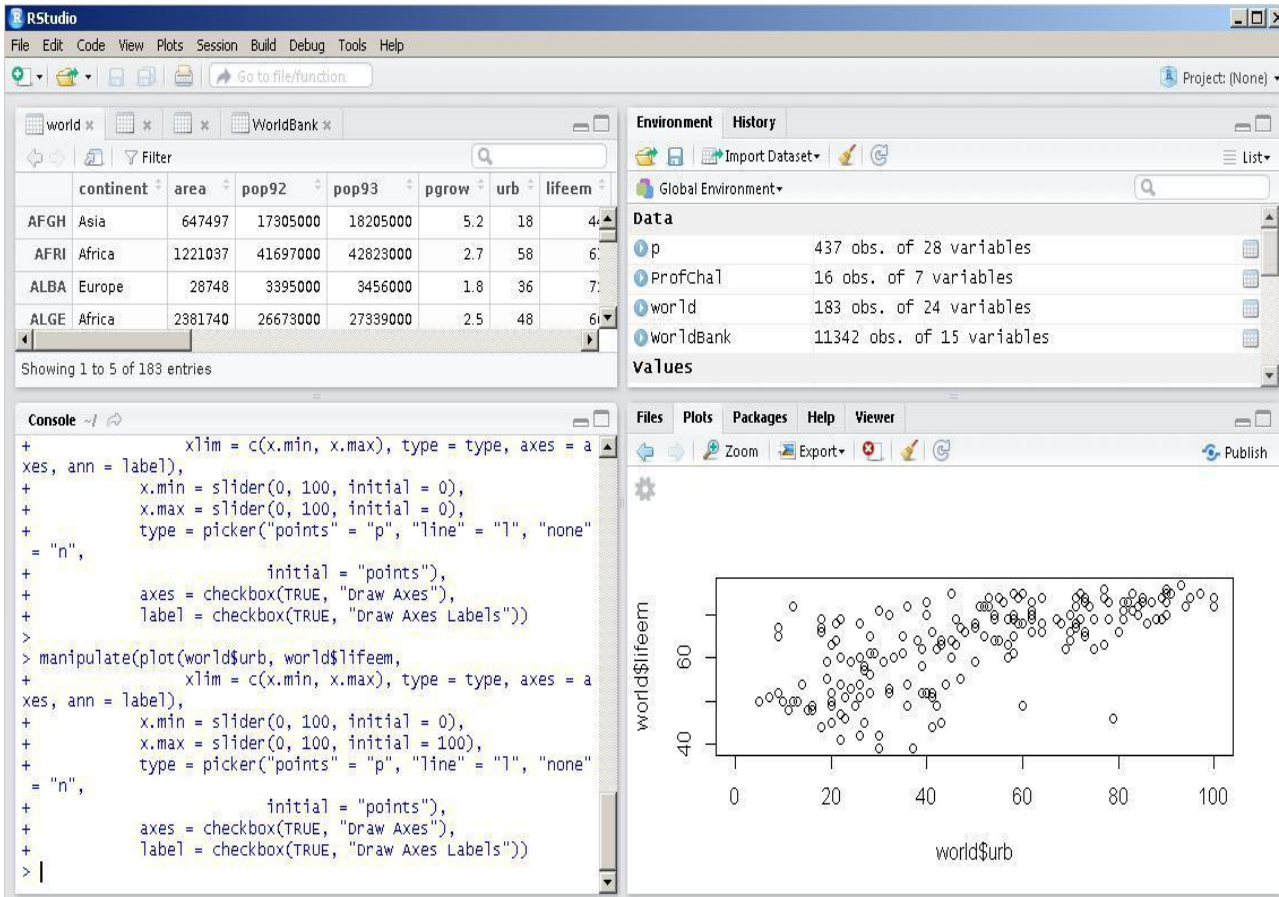 RStudio
File Edit Code View Plots Session Build Debug Tools Help
Go to file/function
Project: (None)
world
WorldBank
Filter
continent area pop92 pop93 pgrow urb lifeem
AFGH Asia 647497 17305000 18205000 5.2 18
AFRI Africa 1221037 41697000 42823000 2.7 58
ALBA Europe 28748 3395000 3456000 1.8 36
ALGE Africa 2381740 26673000 27339000 2.5 48
Showing 1 to 5 of 183 entries
Environment History
Import Dataset
List
Global Environment
Data
p 437 obs. of 28 variables
ProfChal 16 obs. of 7 variables
world 183 obs. of 24 variables
WorldBank 11342 obs. of 15 variables
Values
Console ~/
+ xlim = c(x.min, x.max), type = type, axes = a
xes, ann = label),
+ x.min = slider(0, 100, initial = 0),
+ x.max = slider(0, 100, initial = 0),
+ type = picker("points" = "p", "line" = "l", "none"
= "n",
+ initial = "points"),
+ axes = checkbox(TRUE, "Draw Axes"),
+ label = checkbox(TRUE, "Draw Axes Labels"))
>
> manipulate(plot(world$urb, world$lifeem,
+ xlim = c(x.min, x.max), type = type, axes = a
xes, ann = label),
+ x.min = slider(0, 100, initial = 0),
+ x.max = slider(0, 100, initial = 100),
+ type = picker("points" = "p", "line" = "l", "none"
= "n",
+ initial = "points"),
+ axes = checkbox(TRUE, "Draw Axes"),
+ label = checkbox(TRUE, "Draw Axes Labels"))
>
Files Plots Packages Help Viewer
Zoom Export Publish
world$lifeem
60
40
0 20 40 60 80 100
world$urb